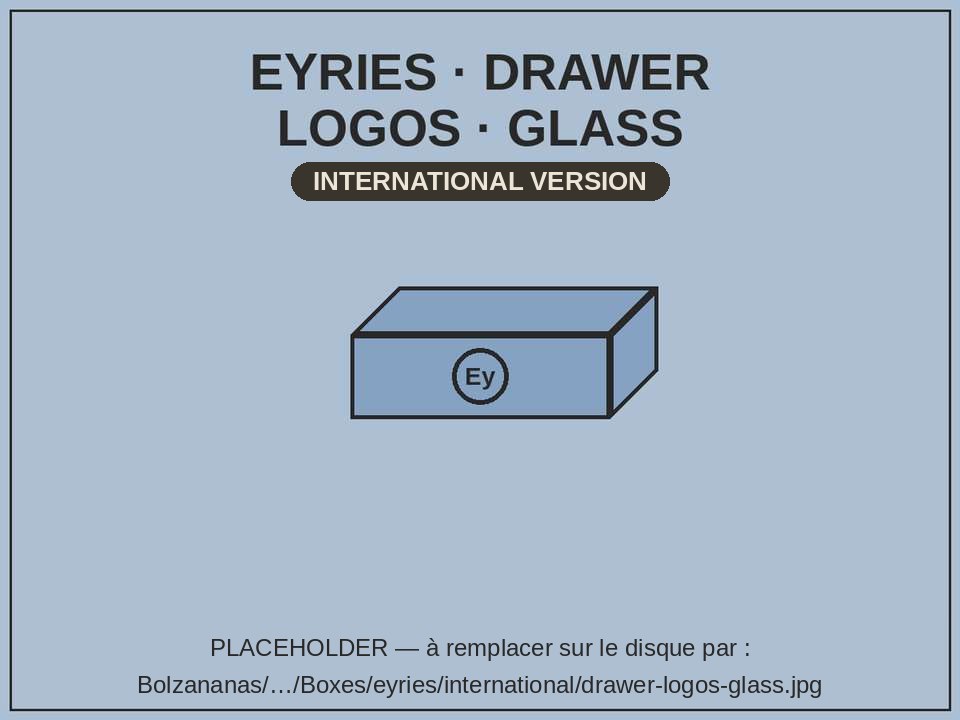 EYRIES · DRAWER
LOGOS · GLASS
INTERNATIONAL VERSION
Ey
PLACEHOLDER — à remplacer sur le disque par :
Bolzananas/…/Boxes/eyries/international/drawer-logos-glass.jpg